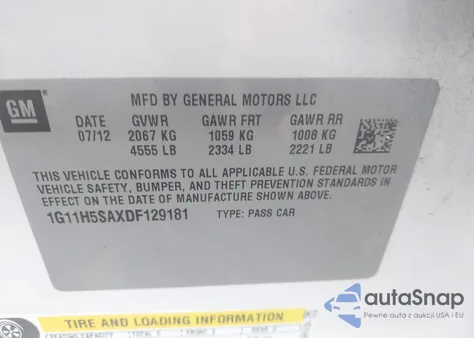 GM
MFD BY GENERAL MOTORS LLC
DATE GVWR GAWR FRT GAWR RR
07/12 2067 KG 1059 KG 1008 KG
4555 LB 2334 LB 2221 LB
THIS VEHICLE CONFORMS TO ALL APPLICABLE U.S. FEDERAL MOTOR
VEHICLE SAFETY, BUMPER, AND THEFT PREVENTION STANDARDS IN
EFFECT ON THE DATE OF MANUFACTURE SHOWN ABOVE.
1G11H5SAXDF129181 TYPE: PASS CAR
TIRE AND LOADING INFORMATION
SEATING CAPACITY
autoSnap
Pewne auta z aukcji USA i EU